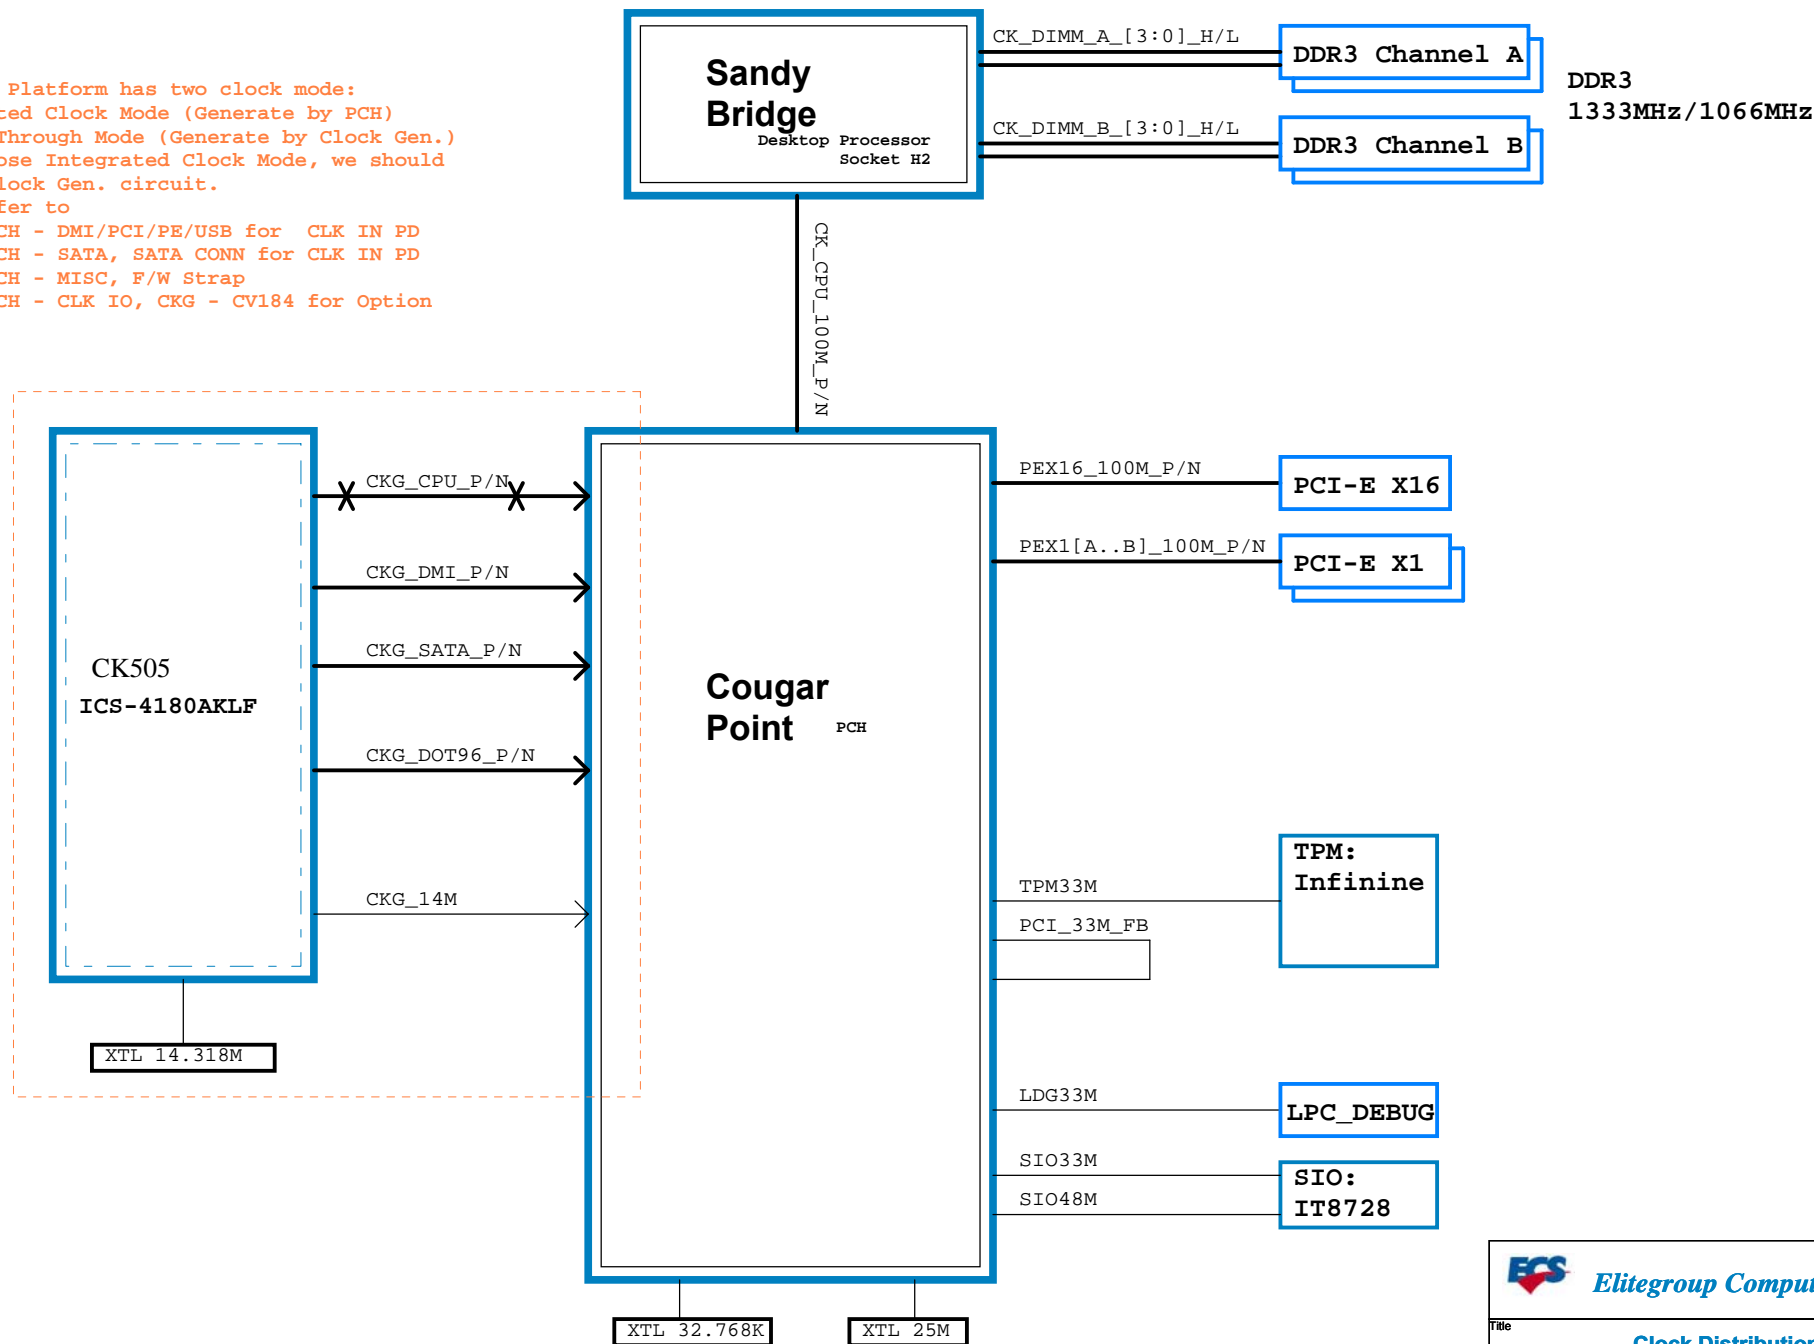 Platform has two clock mode:
ted Clock Mode (Generate by PCH)
Through Mode (Generate by Clock Gen.)
ose Integrated Clock Mode, we should
lock Gen. circuit.
fer to
CH - DMI/PCI/PE/USB for CLK IN PD
CH - SATA, SATA CONN for CLK IN PD
CH - MISC, F/W Strap
CH - CLK IO, CKG - CV184 for Option
Sandy
Bridge
Desktop Processor
Socket H2
CK_DIMM_A_[3:0]_H/L
DDR3 Channel A
CK_DIMM_B_[3:0]_H/L
DDR3 Channel B
DDR3
1333MHz/1066MHz
CK_CPU_100M_P/N
CK505
ICS-4180AKLF
CKG_CPU_P/N
CKG_DMI_P/N
CKG_SATA_P/N
CKG_DOT96_P/N
CKG_14M
XTL 14.318M
Cougar
Point
PCH
PEX16_100M_P/N
PCI-E X16
PEX1[A..B]_100M_P/N
PCI-E X1
TPM33M
TPM:
Infinine
PCI_33M_FB
LDG33M
LPC_DEBUG
SIO33M
SIO48M
SIO:
IT8728
XTL 32.768K
XTL 25M
ECS
Elitegroup Comput
Title
Clock Distribution